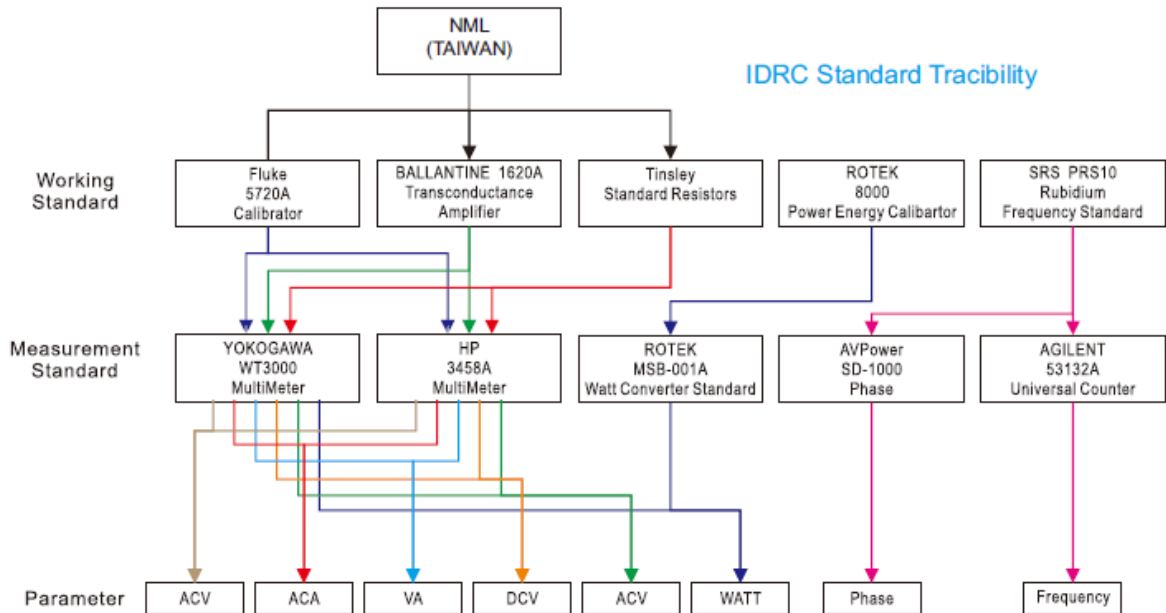 NML
(TAIWAN)
IDRC Standard Tracibility
Working
Standard
Fluke
5720A
Calibrator
BALLANTINE 1620A
Transconductance
Amplifier
Tinsley
Standard Resistors
ROTEK
8000
Power Energy Calibartor
SRS PRS10
Rubidium
Frequency Standard
Measurement
Standard
YOKOGAWA
WT3000
MultiMeter
HP
3458A
MultiMeter
ROTEK
MSB-001A
Watt Converter Standard
AVPower
SD-1000
Phase
AGILENT
53132A
Universal Counter
Parameter
ACV
ACA
VA
DCV
ACV
WATT
Phase
Frequency